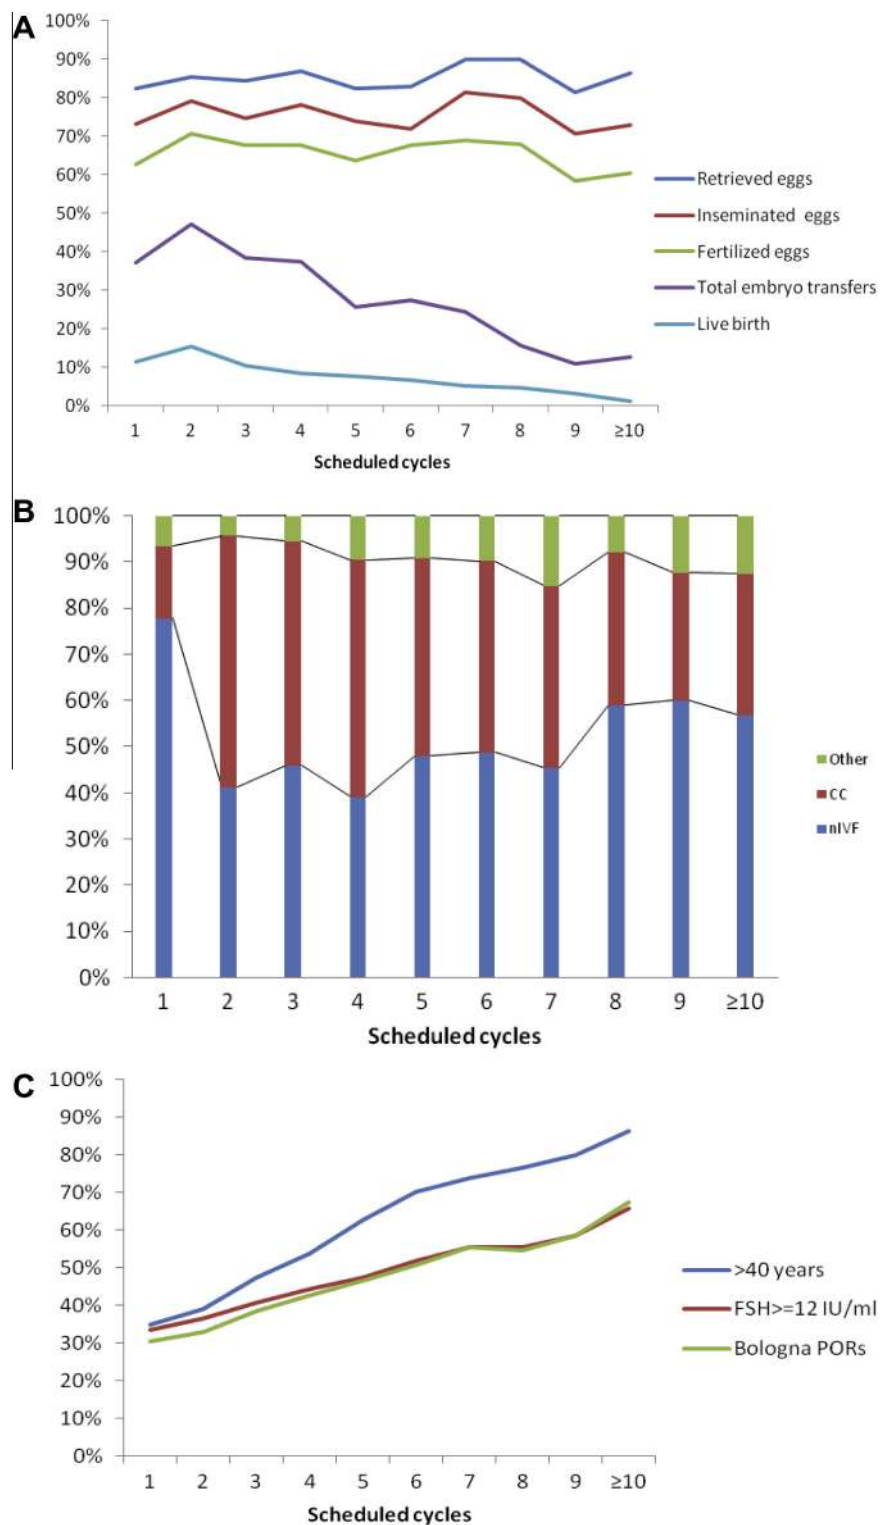 A
100%
90%
80%
70%
60%
50%
40%
30%
20%
10%
0%
1 2 3 4 5 6 7 8 9 ≥10
Scheduled cycles
Retrieved eggs
Inseminated eggs
Fertilized eggs
Total embryo transfers
Live birth
B
100%
90%
80%
70%
60%
50%
40%
30%
20%
10%
0%
1 2 3 4 5 6 7 8 9 ≥10
Scheduled cycles
Other
CC
nIVF
C
100%
90%
80%
70%
60%
50%
40%
30%
20%
10%
0%
1 2 3 4 5 6 7 8 9 ≥10
Scheduled cycles
>40 years
FSH>=12 IU/ml
Bologna PORs